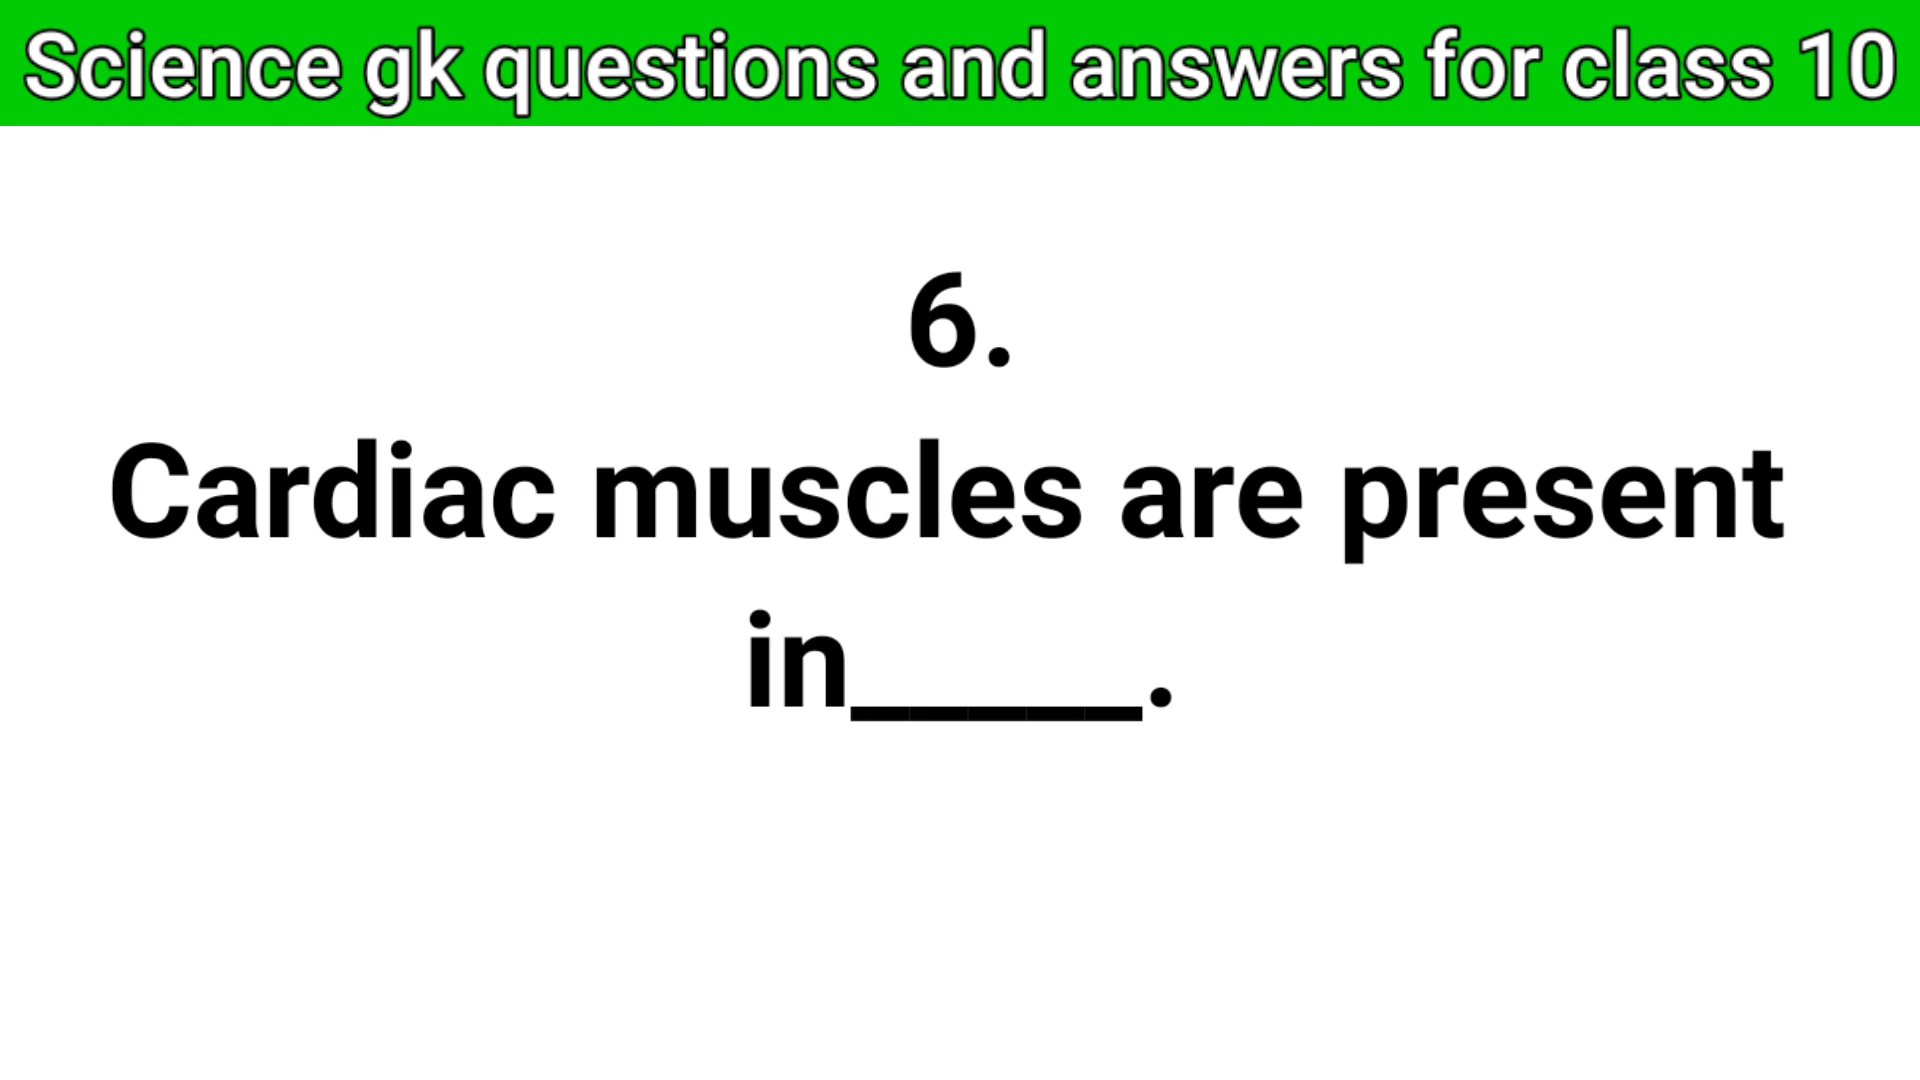 Science gk questions and answers for class 10
6.
Cardiac muscles are present
in_____.